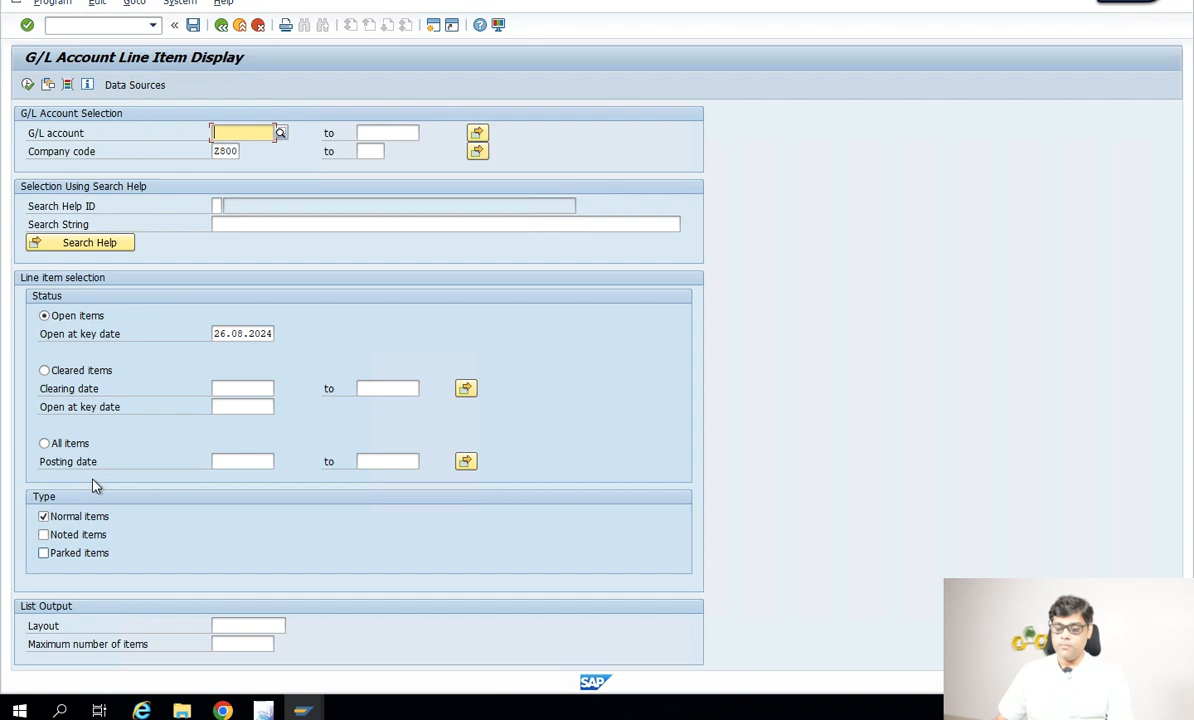 Program Edit Goto System Help
G/L Account Line Item Display
Data Sources
G/L Account Selection
G/L account to
Company code Z800 to
Selection Using Search Help
Search Help ID
Search String
Search Help
Line item selection
Status
Open items
Open at key date 26.08.2024
Cleared items
Clearing date to
Open at key date
All items
Posting date to
Type
Normal items
Noted items
Parked items
List Output
Layout
Maximum number of items
SAP